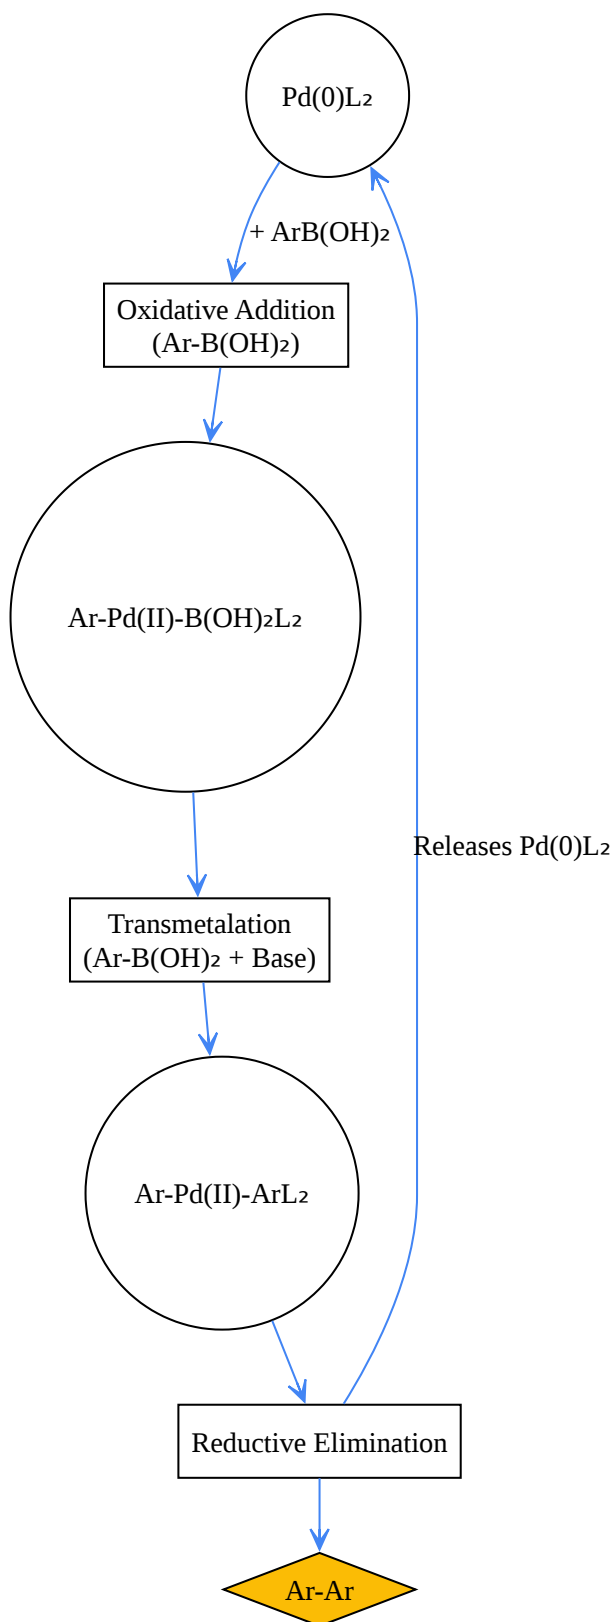 Pd(0)L₂
+ ArB(OH)₂
Oxidative Addition
(Ar-B(OH)₂)
Ar-Pd(II)-B(OH)₂L₂
Releases Pd(0)L₂
Transmetalation
(Ar-B(OH)₂ + Base)
Ar-Pd(II)-ArL₂
Reductive Elimination
Ar-Ar